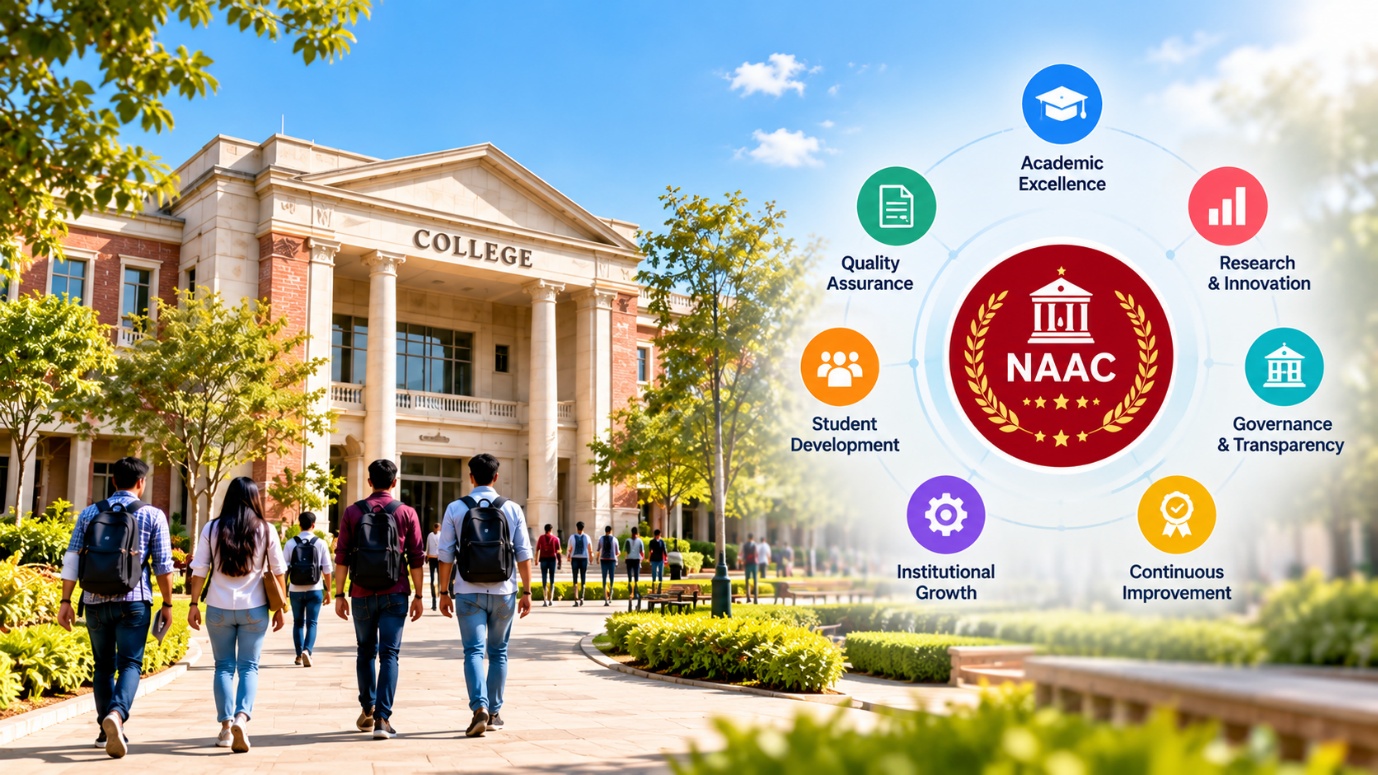 COLLEGE
Academic
Excellence
Quality
Assurance
Research
& Innovation
NAAC
Student
Development
Governance
& Transparency
Institutional
Growth
Continuous
Improvement